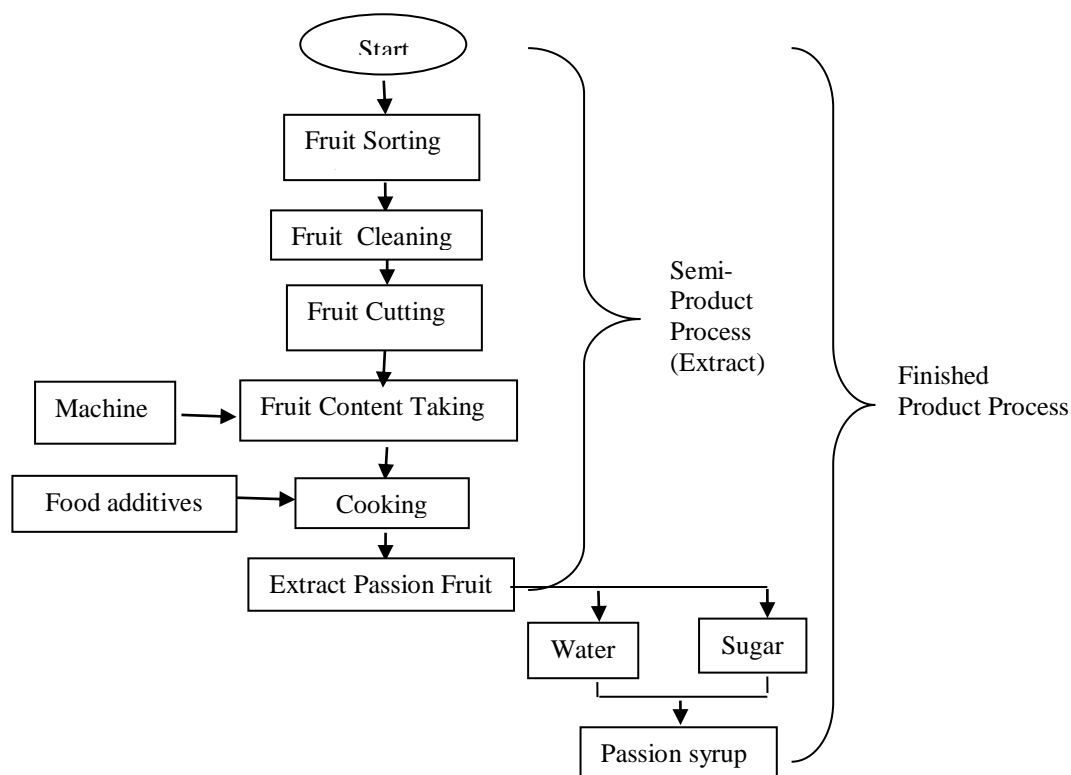 Start
Fruit Sorting
Fruit Cleaning
Fruit Cutting
Machine
Fruit Content Taking
Food additives
Cooking
Extract Passion Fruit
Water
Sugar
Passion syrup
Semi-
Product
Process
(Extract)
Finished
Product Process